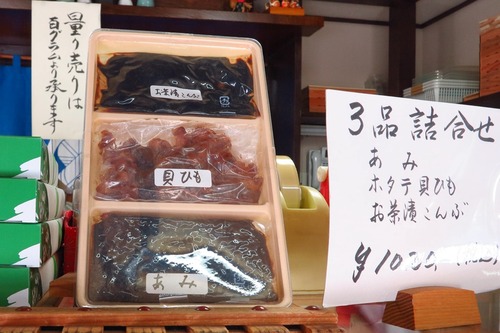 量り売りは
百グラムより承ります
お茶漬こんぶ
貝ひも
あみ
3品詰合せ
あみ
ホタテ貝ひも
お茶漬こんぶ